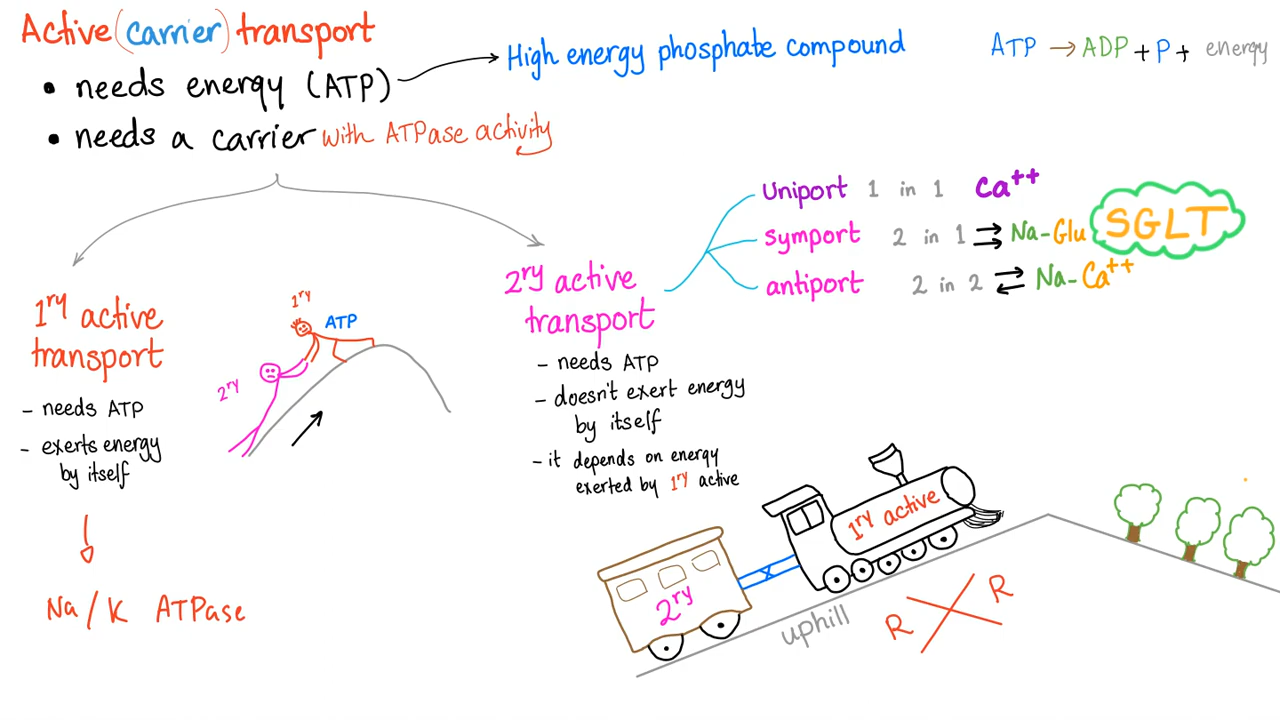 Active (carrier) transport
• needs energy (ATP)
High energy phosphate compound
ATP → ADP + P + energy
• needs a carrier with ATPase activity
Uniport 1 in 1 Ca++
symport 2 in 1 ⇉ Na-Glu SGLT
antiport 2 in 2 ⇄ Na-Ca++
1ry active
transport
- needs ATP
- exerts energy
by itself
Na/K ATPase
1ry
ATP
2ry
2ry active
transport
- needs ATP
- doesn't exert energy
by itself
- it depends on energy
exerted by 1ry active
1ry active
2ry
uphill
R R